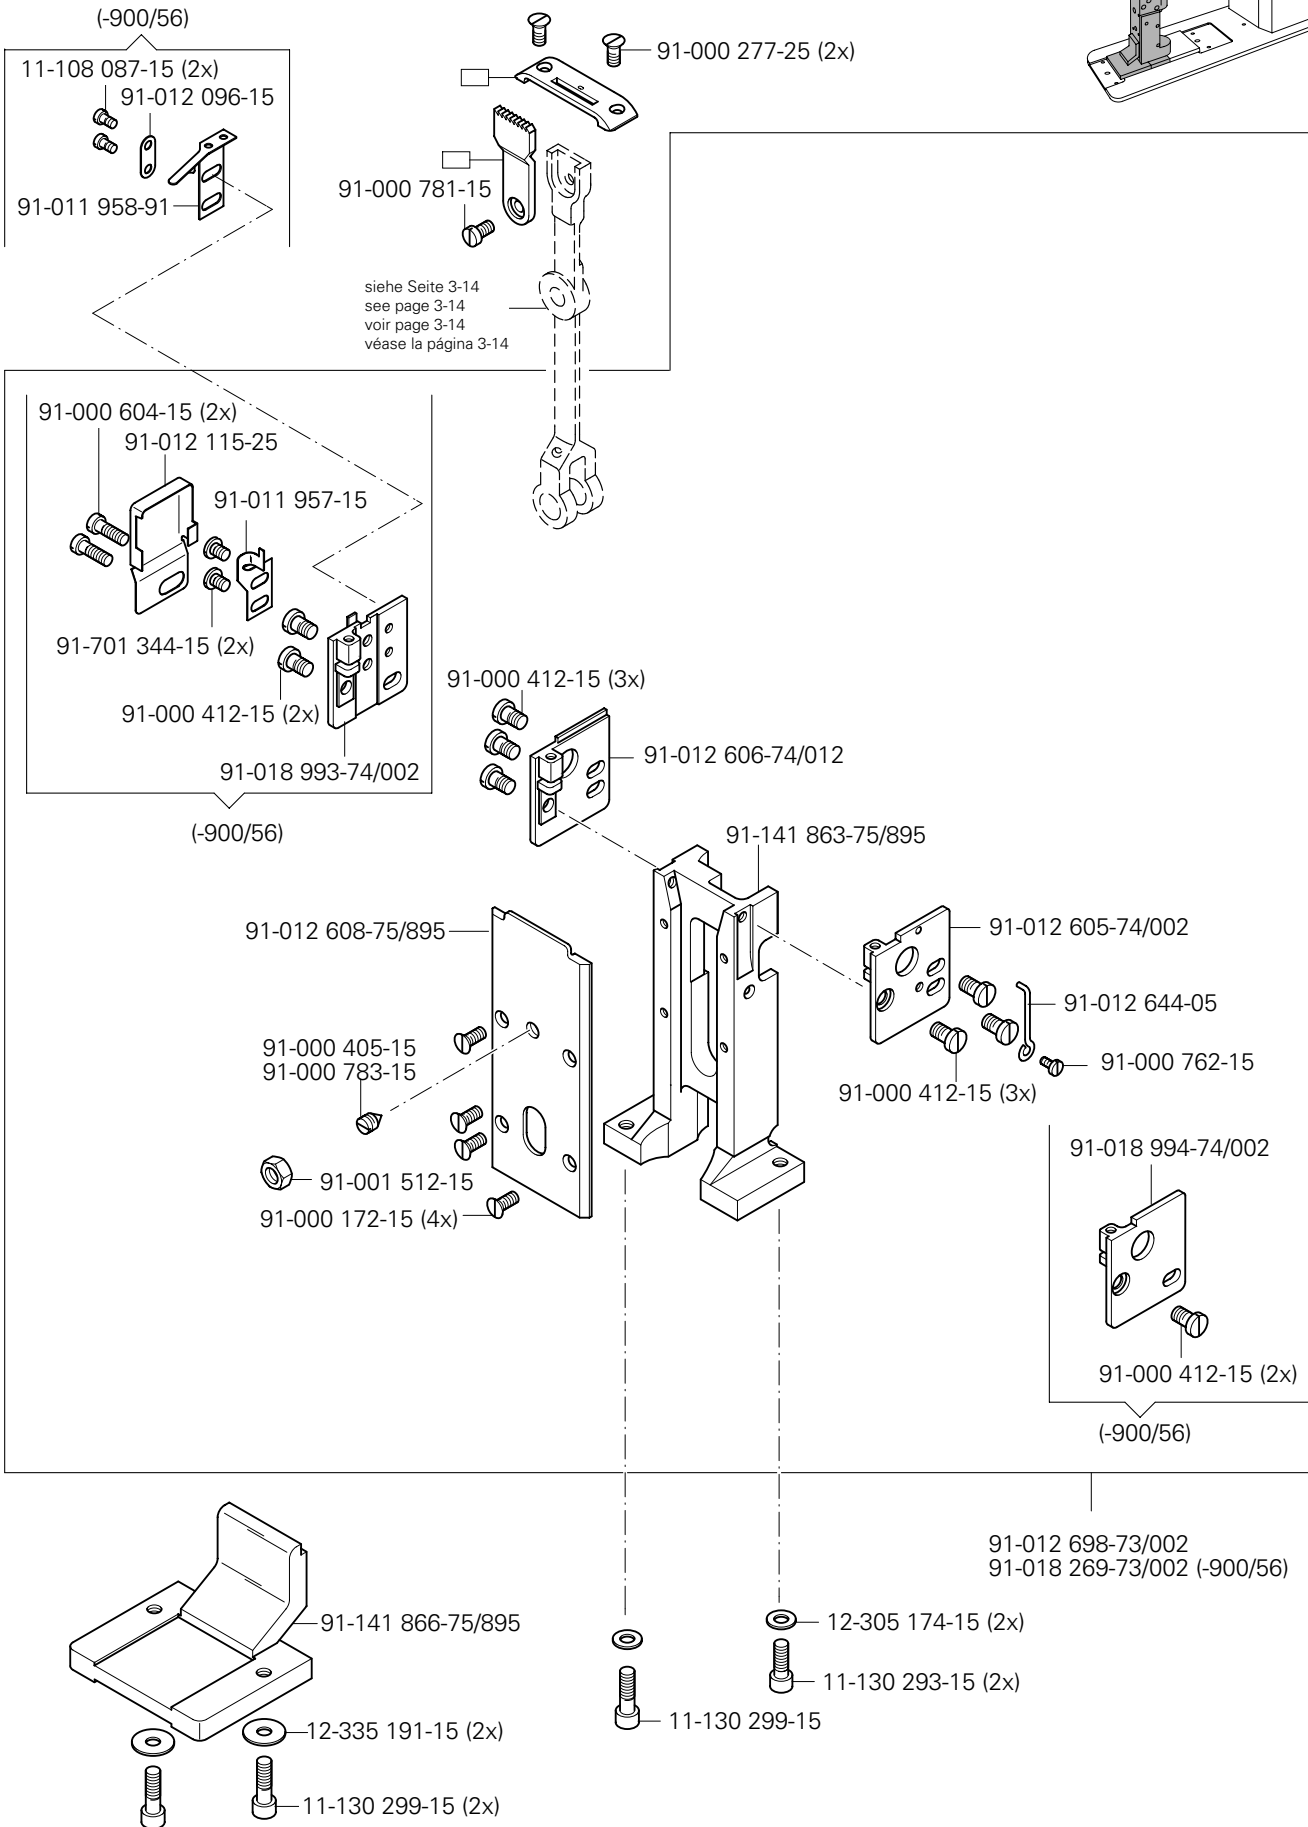 (-900/56)
11-108 087-15 (2x)
91-012 096-15
91-011 958-91
91-000 277-25 (2x)
91-000 781-15
siehe Seite 3-14
see page 3-14
voir page 3-14
véase la página 3-14
91-000 604-15 (2x)
91-012 115-25
91-011 957-15
91-701 344-15 (2x)
91-000 412-15 (2x)
91-018 993-74/002
(-900/56)
91-000 412-15 (3x)
91-012 606-74/012
91-141 863-75/895
91-012 608-75/895
91-012 605-74/002
91-012 644-05
91-000 405-15
91-000 783-15
91-000 762-15
91-000 412-15 (3x)
91-001 512-15
91-000 172-15 (4x)
91-018 994-74/002
91-000 412-15 (2x)
(-900/56)
91-012 698-73/002
91-018 269-73/002 (-900/56)
91-141 866-75/895
12-305 174-15 (2x)
11-130 293-15 (2x)
11-130 299-15
12-335 191-15 (2x)
11-130 299-15 (2x)